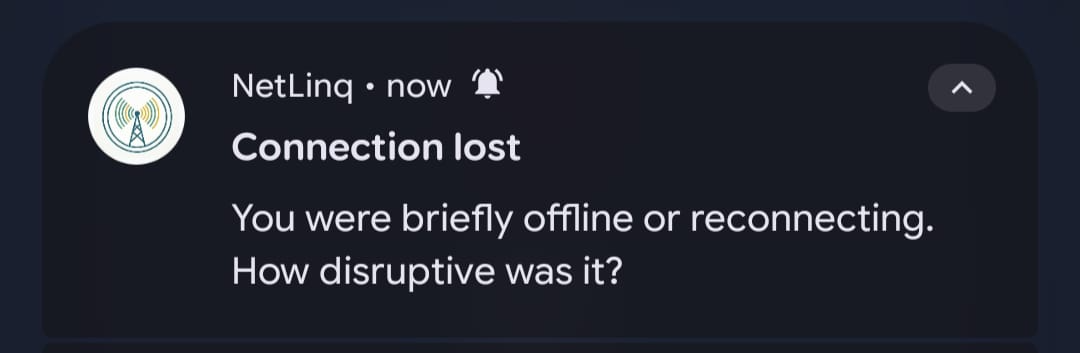 NetLinq • now
Connection lost
You were briefly offline or reconnecting.
How disruptive was it?